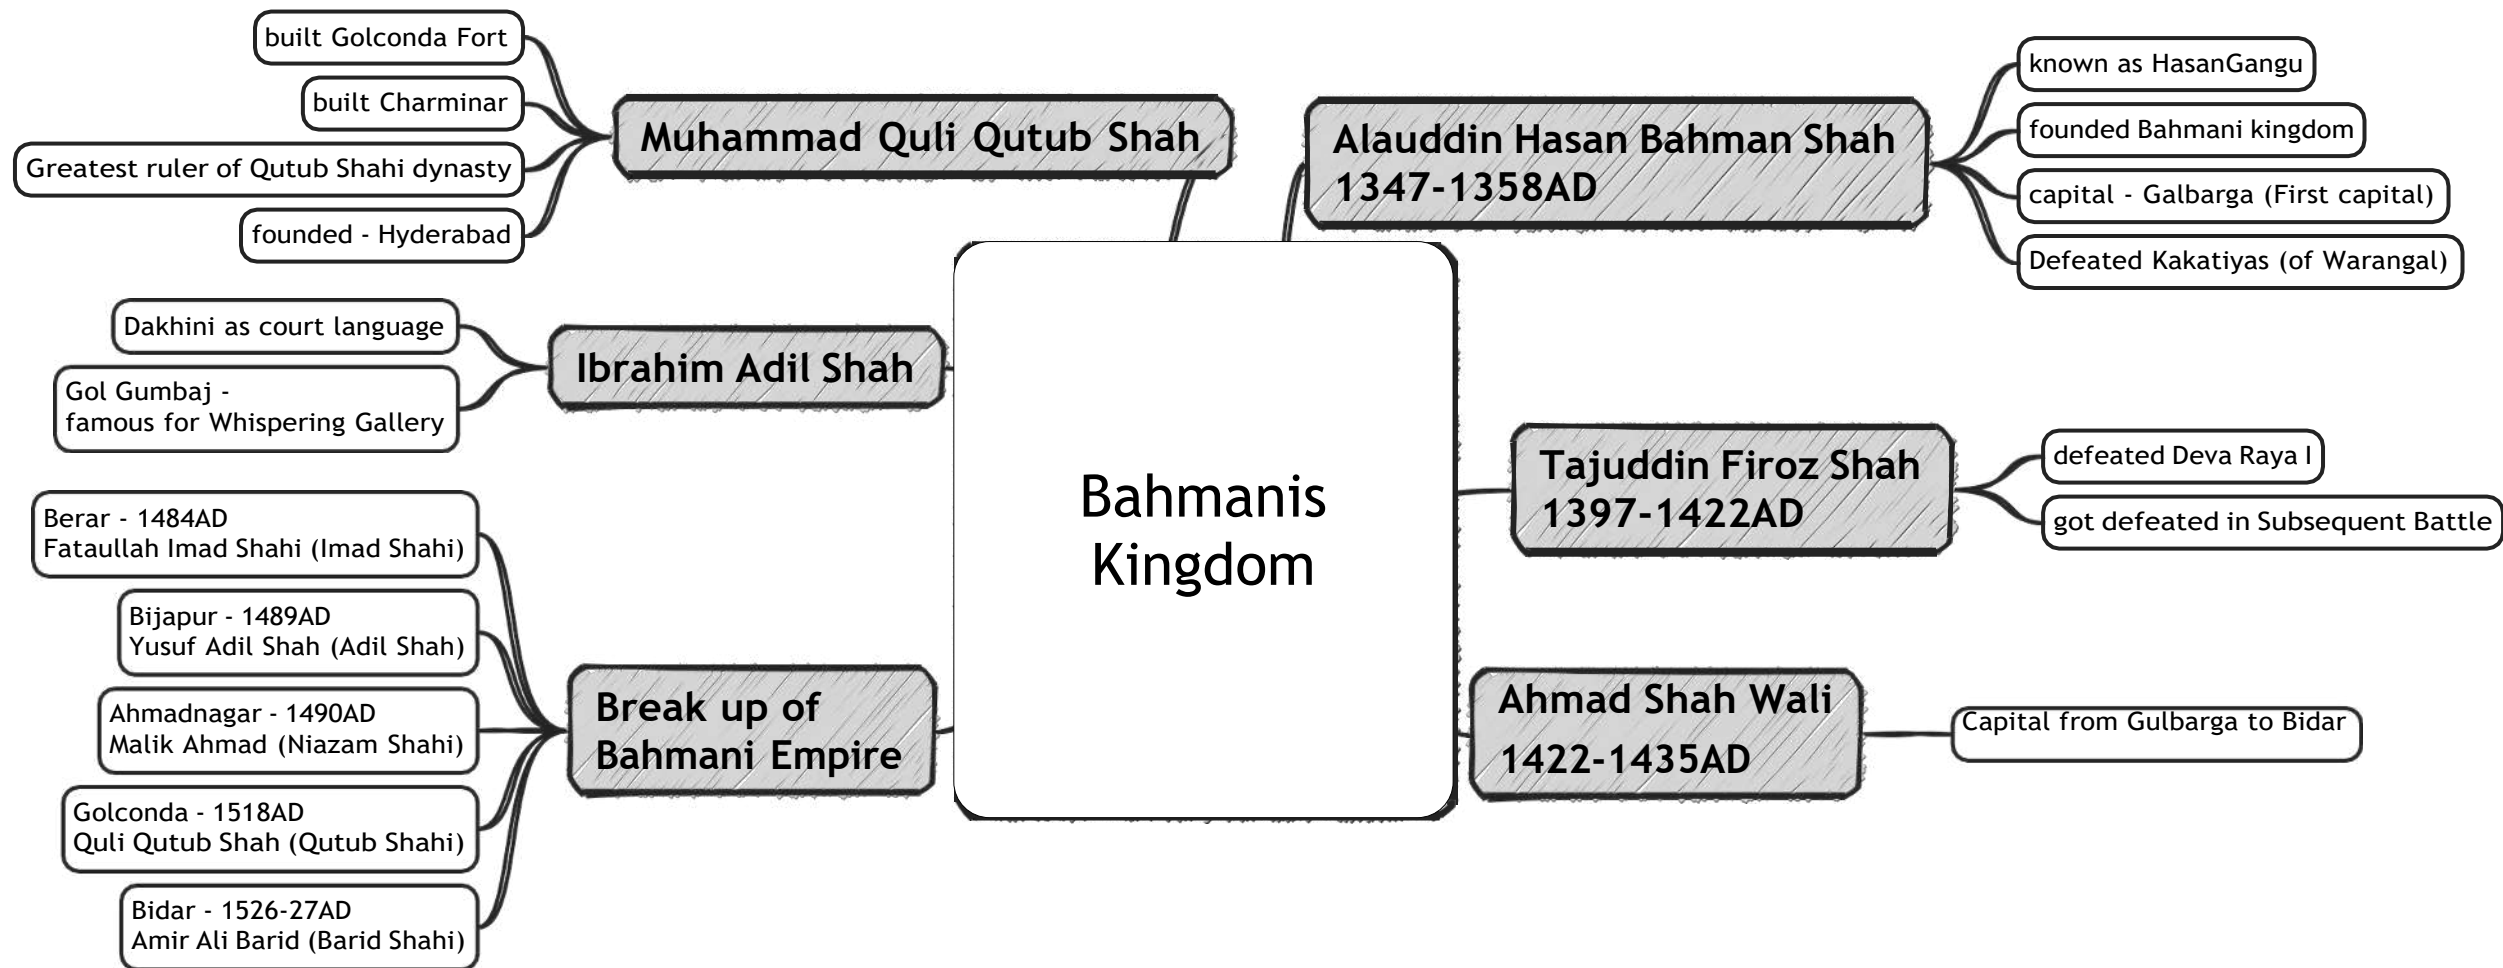 Bahmanis
Kingdom
Muhammad Quli Qutub Shah
built Golconda Fort
built Charminar
Greatest ruler of Qutub Shahi dynasty
founded - Hyderabad
Ibrahim Adil Shah
Dakhini as court language
Gol Gumbaj -
famous for Whispering Gallery
Break up of
Bahmani Empire
Berar - 1484AD
Fataullah Imad Shahi (Imad Shahi)
Bijapur - 1489AD
Yusuf Adil Shah (Adil Shah)
Ahmadnagar - 1490AD
Malik Ahmad (Niazam Shahi)
Golconda - 1518AD
Quli Qutub Shah (Qutub Shahi)
Bidar - 1526-27AD
Amir Ali Barid (Barid Shahi)
Alauddin Hasan Bahman Shah
1347-1358AD
known as HasanGangu
founded Bahmani kingdom
capital - Galbarga (First capital)
Defeated Kakatiyas (of Warangal)
Tajuddin Firoz Shah
1397-1422AD
defeated Deva Raya I
got defeated in Subsequent Battle
Ahmad Shah Wali
1422-1435AD
Capital from Gulbarga to Bidar